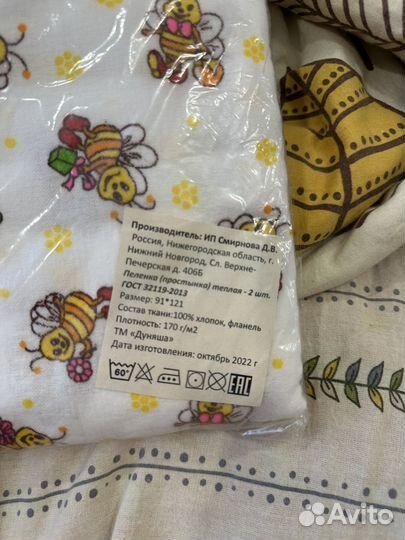 Производитель: ИП Смирнова Д.В.
Россия, Нижегородская область, г.
Нижний Новгород, Сл. Верхне-
Печерская д. 406Б
Пеленка (простынка) теплая - 2 шт.
ГОСТ 32119-2013
Размер: 91*121
Состав ткани:100% хлопок, фланель
Плотность: 170 г/м2
ТМ «Дуняша»
Дата изготовления: октябрь 2022 г
60° EAC
Avito